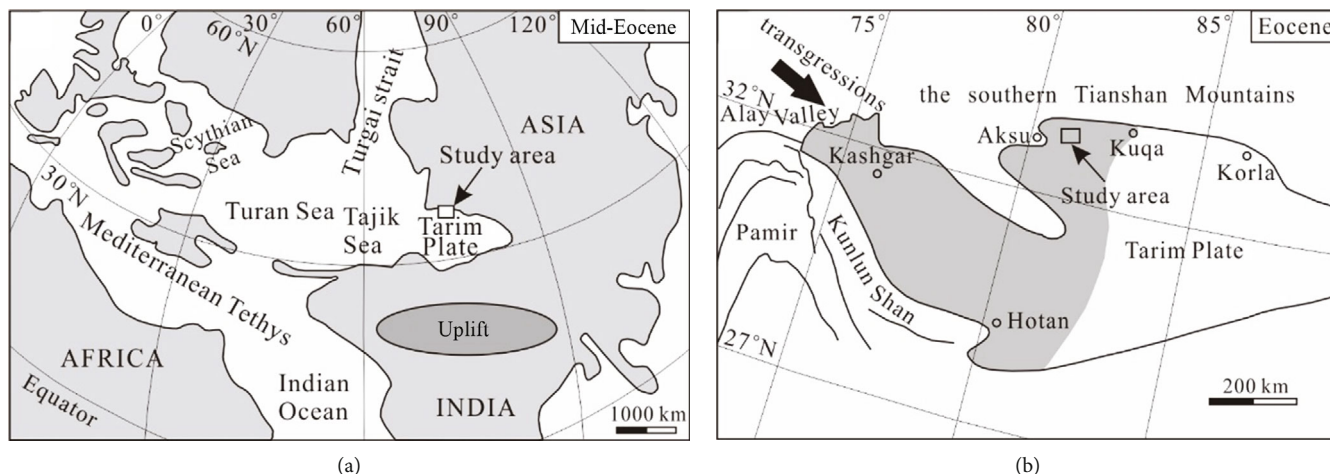 0°
30°
60°
90°
120°
Mid-Eocene
60°N
Turgai strait
ASIA
Scythian
Sea
Study area
30°N
Turan Sea
Tajik
Sea
Tarim
Plate
Mediterranean Tethys
Uplift
AFRICA
Indian
Ocean
INDIA
Equator
1000 km
(a)
75°
80°
85°
Eocene
transgressions
32°N
the southern Tianshan Mountains
Alay Valley
Aksu
Kuqa
Kashgar
Korla
Study area
Pamir
Kunlun Shan
Tarim Plate
Hotan
27°N
200 km
(b)